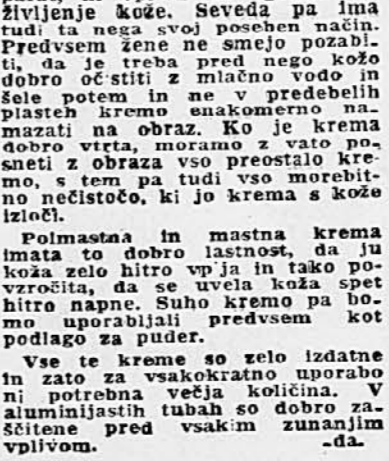 življenje kože. Seveda pa ima
tudi ta nega svoj poseben način.
Predvsem žene ne smejo pozabi-
ti, da je treba pred nego kožo
dobro očistiti z mlačno vodo in
šele potem in ne v predebelih
plasteh kremo enakomerno na-
mazati na obraz. Ko je krema
dobro vtrta, moramo z vato po-
sneti z obraza vso preostalo kre-
mo, s tem pa tudi vso morebit-
no nečistočo, ki jo krema s kože
izloči.
Polmastna in mastna krema
imata to dobro lastnost, da ju
koža zelo hitro vpija in tako po-
vzročita, da se uvela koža spet
hitro napne. Suho kremo pa bo-
mo uporabljali predvsem kot
podlago za puder.
Vse te kreme so zelo izdatne
in zato za vsakokratno uporabo
ni potrebna večja količina. V
aluminijastih tubah so dobro za-
ščitene pred vsakim zunanjim
vplivom. -da-